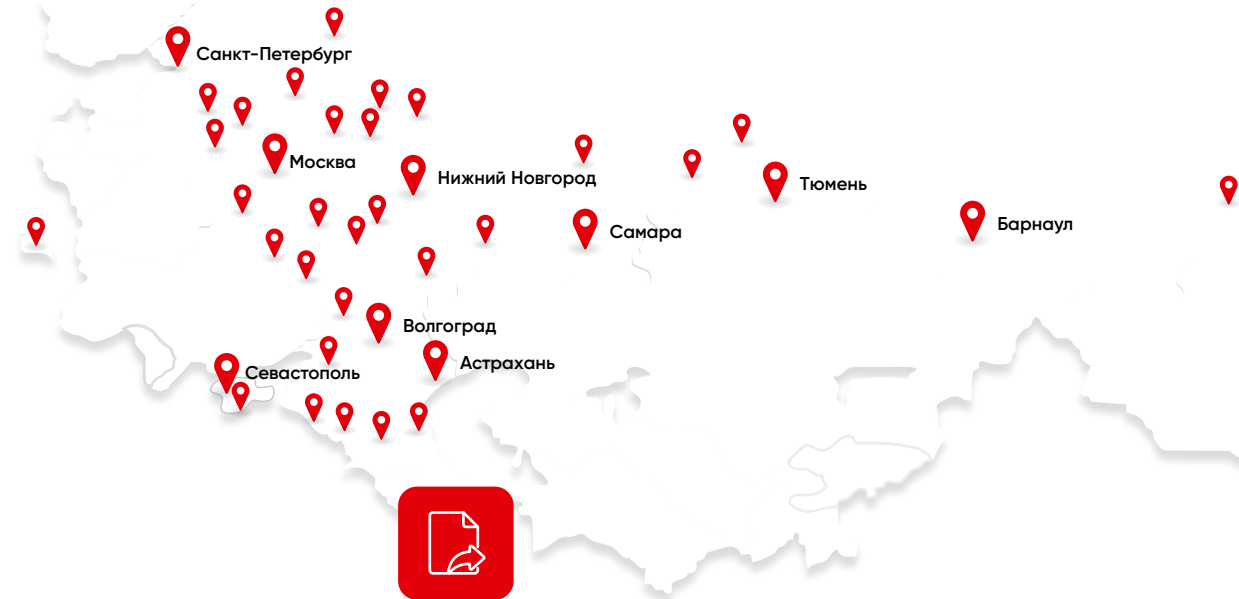 Санкт-Петербург
Москва
Нижний Новгород
Тюмень
Самара
Барнаул
Волгоград
Астрахань
Севастополь